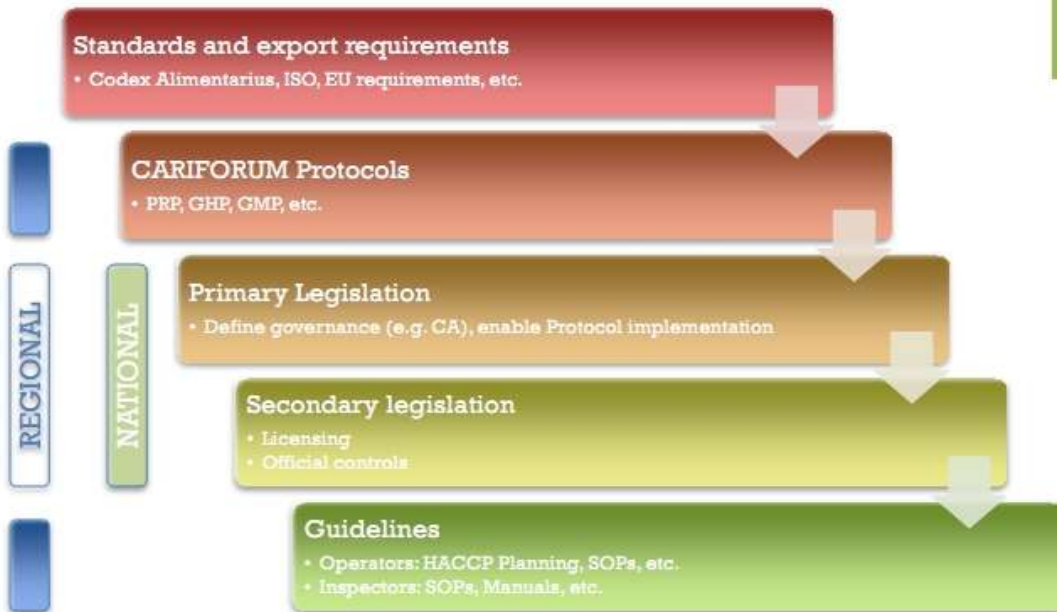 Standards and export requirements
• Codex Alimentarius, ISO, EU requirements, etc.
CARIFORUM Protocols
• PRP, GHP, GMP, etc.
REGIONAL
NATIONAL
Primary Legislation
• Define governance (e.g. CA), enable Protocol implementation
Secondary legislation
• Licensing
• Official controls
Guidelines
• Operators: HACCP Planning, SOPs, etc.
• Inspectors: SOPs, Manuals, etc.